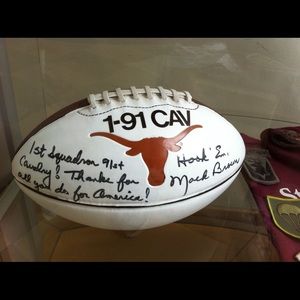 1-91 CAV
1st Squadron 91st
Cavalry! Thanks for
all you do for America!
Hook 'Em,
Mack Brown